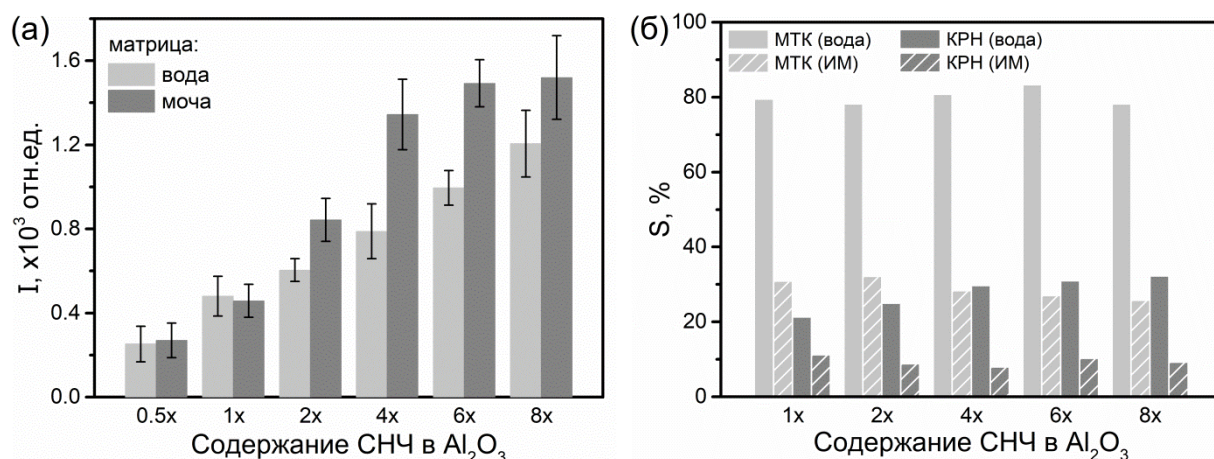 (а)
матрица:
вода
моча
I, x10³ отн.ед.
1.6
1.2
0.8
0.4
0.0
0.5x 1x 2x 4x 6x 8x
Содержание СНЧ в Al₂O₃
(б)
МТК (вода) КРН (вода)
МТК (ИМ) КРН (ИМ)
S, %
100
80
60
40
20
0
1x 2x 4x 6x 8x
Содержание СНЧ в Al₂O₃